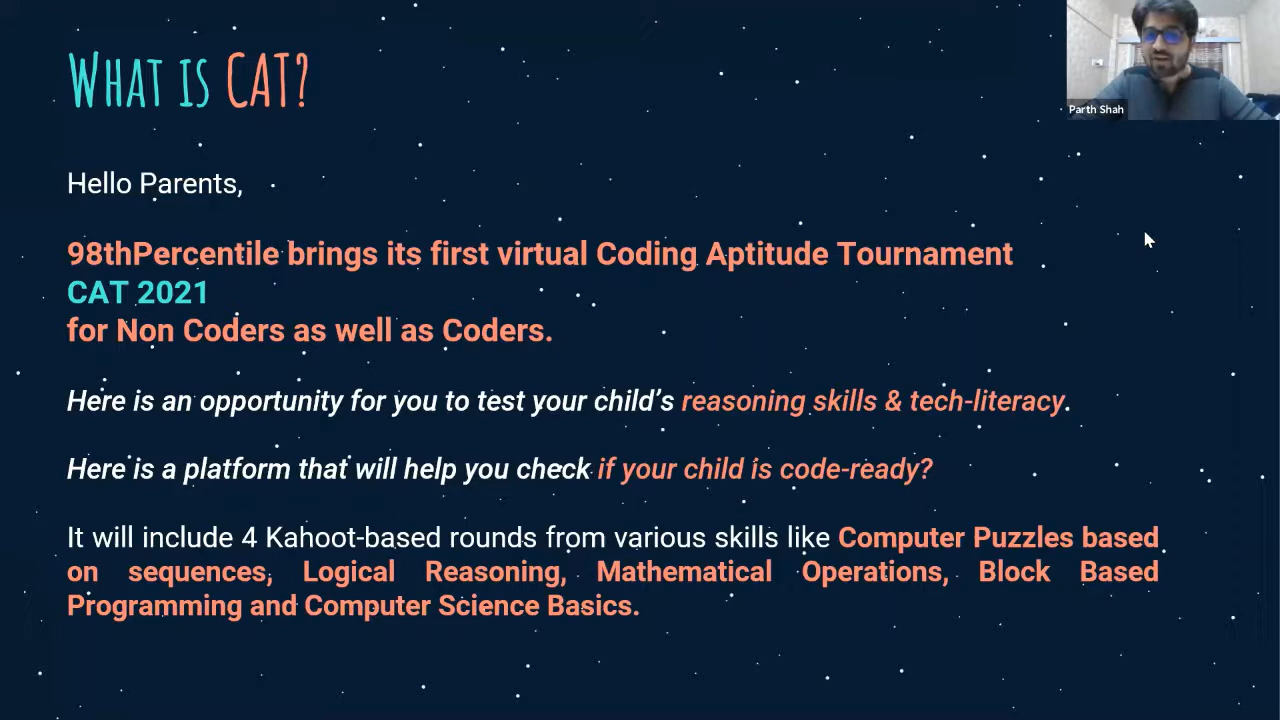 WHAT IS CAT?
Parth Shah
Hello Parents,
98thPercentile brings its first virtual Coding Aptitude Tournament
CAT 2021
for Non Coders as well as Coders.
Here is an opportunity for you to test your child's reasoning skills & tech-literacy.
Here is a platform that will help you check if your child is code-ready?
It will include 4 Kahoot-based rounds from various skills like Computer Puzzles based
on sequences, Logical Reasoning, Mathematical Operations, Block Based
Programming and Computer Science Basics.